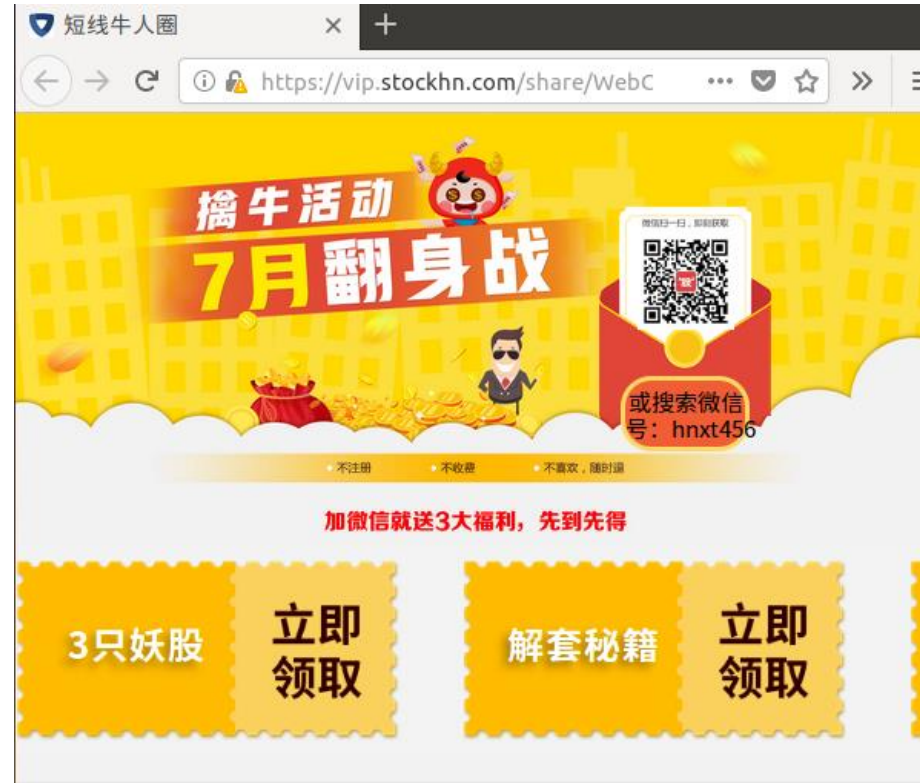 短线牛人圈
https://vip.stockhn.com/share/WebC
擒牛活动
7月翻身战
微信扫一扫，即刻获取
或搜索微信
号：hnxt456
不注册
不收费
不喜欢，随时退
加微信就送3大福利，先到先得
3只妖股
立即
领取
解套秘籍
立即
领取